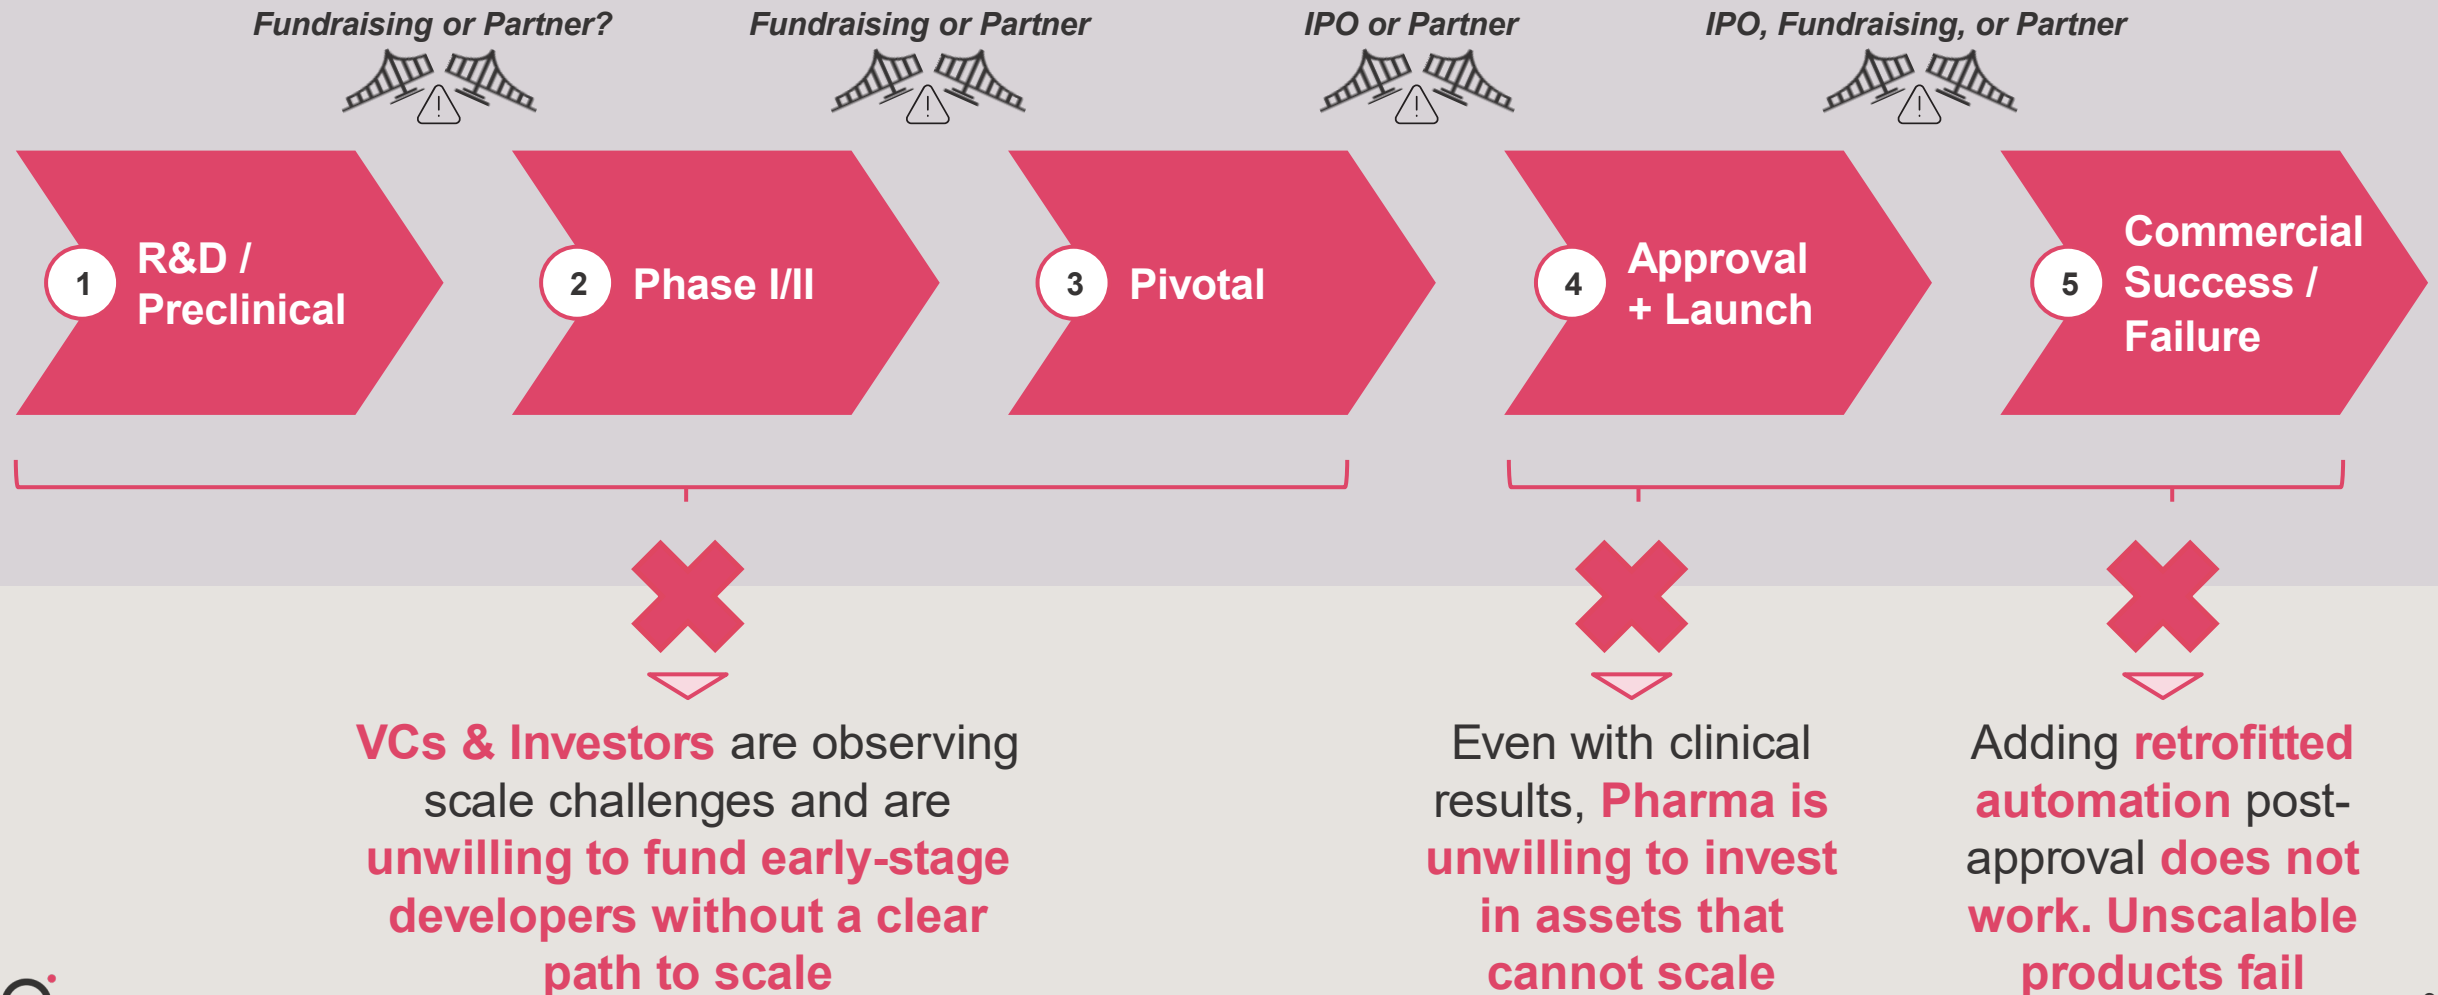 Fundraising or Partner?
Fundraising or Partner
IPO or Partner
IPO, Fundraising, or Partner
1
R&D /
Preclinical
2
Phase I/II
3
Pivotal
4
Approval
+ Launch
5
Commercial
Success /
Failure
VCs & Investors are observing
scale challenges and are
unwilling to fund early-stage
developers without a clear
path to scale
Even with clinical
results, Pharma is
unwilling to invest
in assets that
cannot scale
Adding retrofitted
automation post-
approval does not
work. Unscalable
products fail